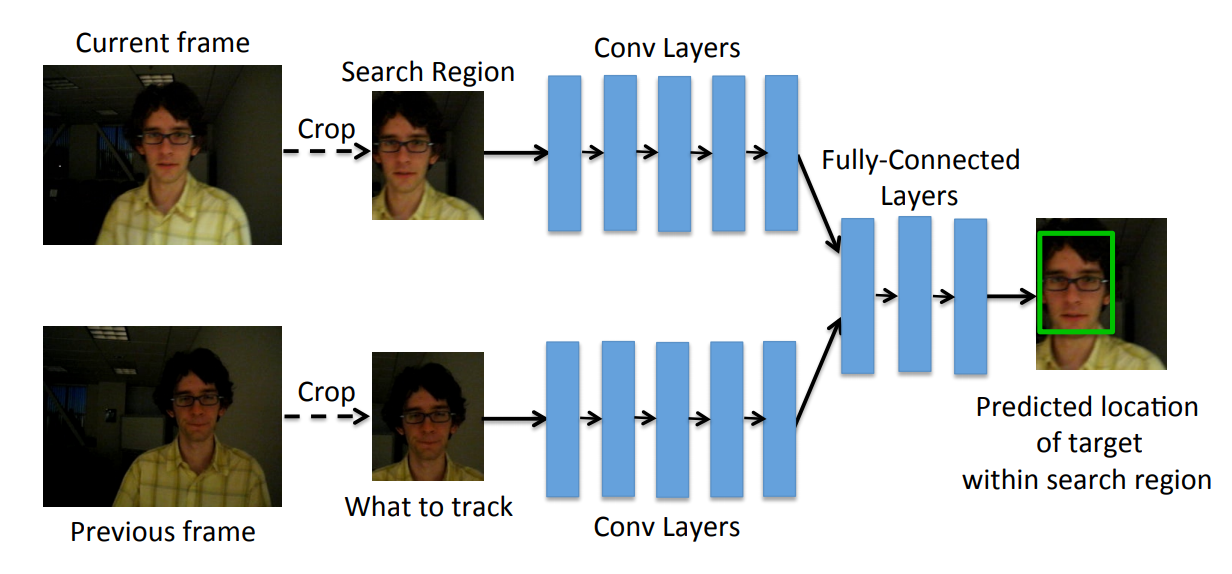 Current frame
Crop
Search Region
Conv Layers
Fully-Connected
Layers
Previous frame
Crop
What to track
Conv Layers
Predicted location
of target
within search region